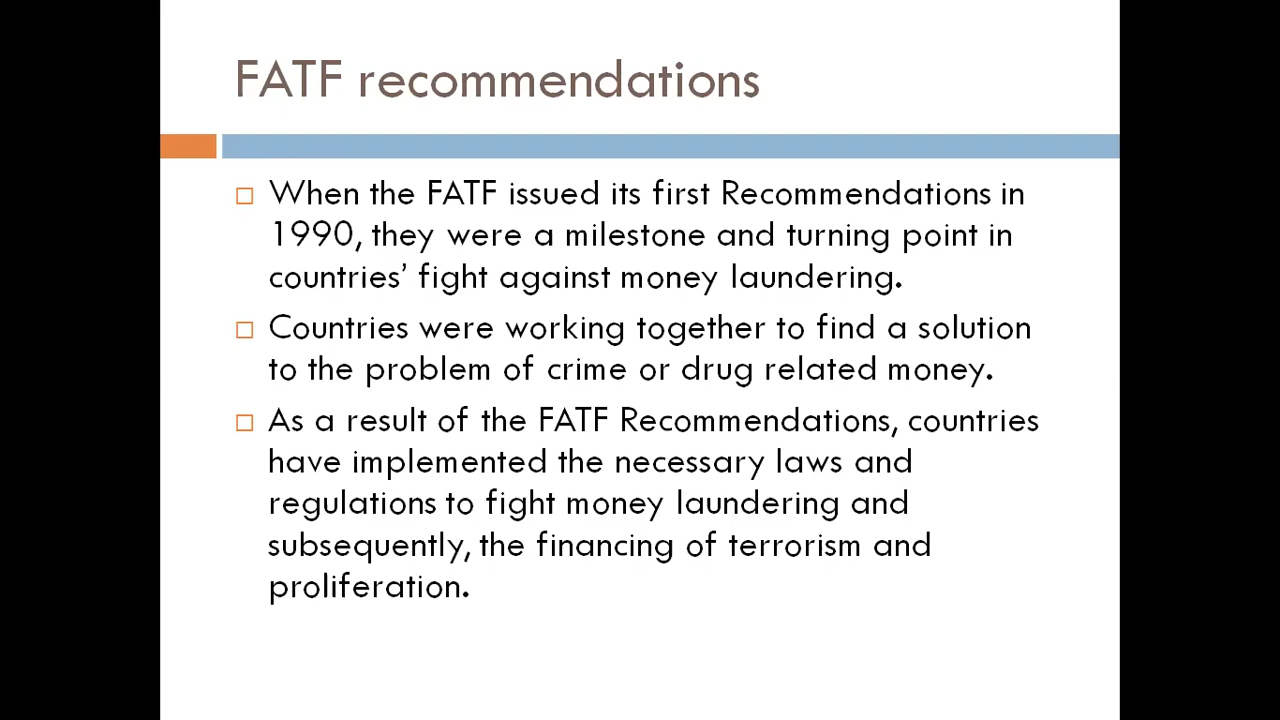 FATF recommendations
When the FATF issued its first Recommendations in
1990, they were a milestone and turning point in
countries’ fight against money laundering.
Countries were working together to find a solution
to the problem of crime or drug related money.
As a result of the FATF Recommendations, countries
have implemented the necessary laws and
regulations to fight money laundering and
subsequently, the financing of terrorism and
proliferation.